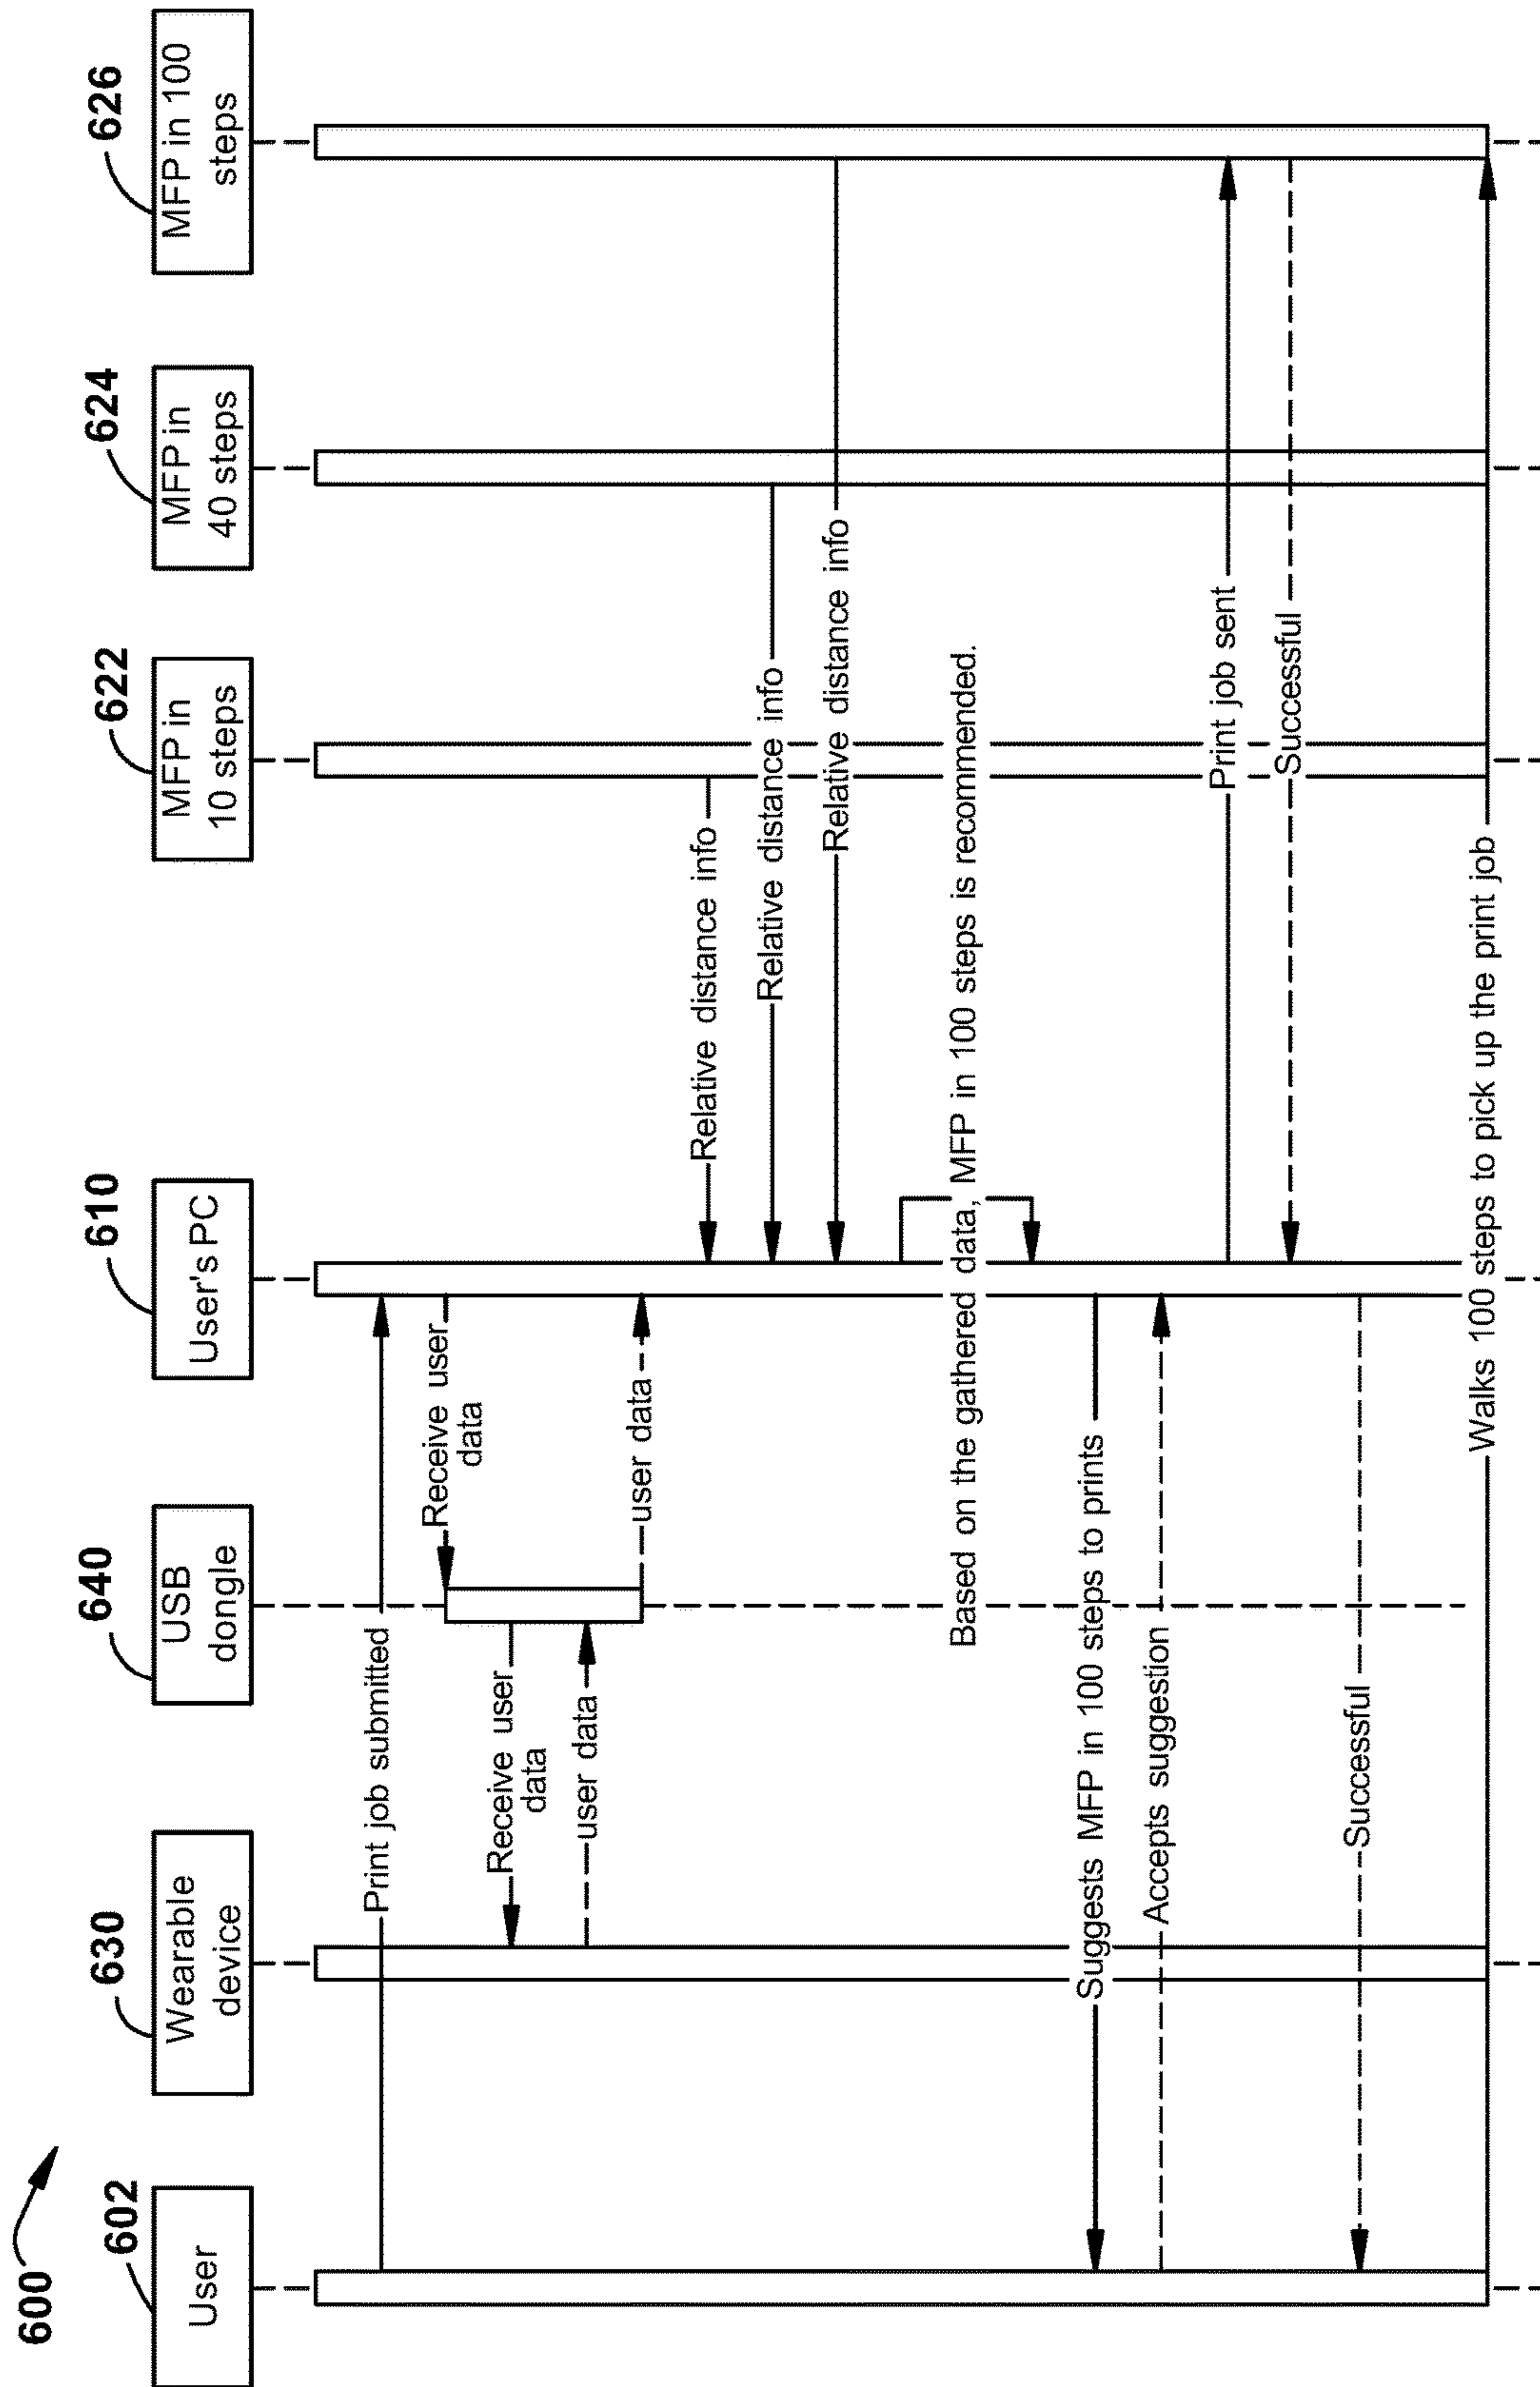 600
602
User
630
Wearable
device
640
USB
dongle
610
User's PC
622
MFP in
10 steps
624
MFP in
40 steps
626
MFP in 100
steps
Print job submitted
Receive user
data
Receive user
data
user data
user data
Relative distance info
Relative distance info
Relative distance info
Based on the gathered data, MFP in 100 steps is recommended.
Suggests MFP in 100 steps to prints
Accepts suggestion
Print job sent
Successful
Successful
Walks 100 steps to pick up the print job